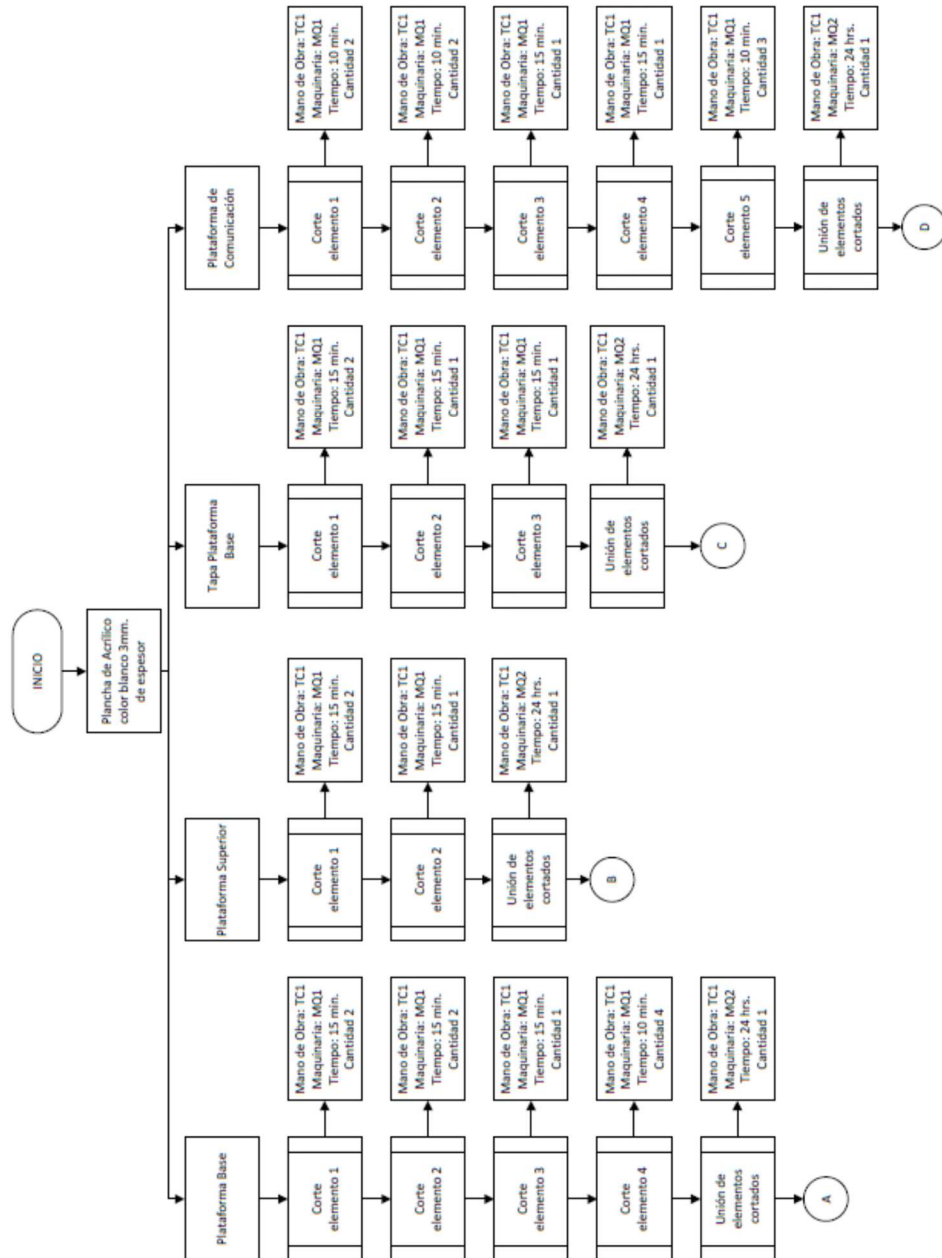 INICIO
Plancha de Acrílico
color blanco 3mm.
de espesor
Plataforma Base
Corte
elemento 1
Mano de Obra: TC1
Maquinaria: MQ1
Tiempo: 15 min.
Cantidad 2
Corte
elemento 2
Mano de Obra: TC1
Maquinaria: MQ1
Tiempo: 15 min.
Cantidad 2
Corte
elemento 3
Mano de Obra: TC1
Maquinaria: MQ1
Tiempo: 15 min.
Cantidad 1
Corte
elemento 4
Mano de Obra: TC1
Maquinaria: MQ1
Tiempo: 10 min.
Cantidad 4
Unión de
elementos
cortados
Mano de Obra: TC1
Maquinaria: MQ2
Tiempo: 24 hrs.
Cantidad 1
A
Plataforma Superior
Corte
elemento 1
Mano de Obra: TC1
Maquinaria: MQ1
Tiempo: 15 min.
Cantidad 2
Corte
elemento 2
Mano de Obra: TC1
Maquinaria: MQ1
Tiempo: 15 min.
Cantidad 1
Unión de
elementos
cortados
Mano de Obra: TC1
Maquinaria: MQ2
Tiempo: 24 hrs.
Cantidad 1
B
Tapa Plataforma
Base
Corte
elemento 1
Mano de Obra: TC1
Maquinaria: MQ1
Tiempo: 15 min.
Cantidad 2
Corte
elemento 2
Mano de Obra: TC1
Maquinaria: MQ1
Tiempo: 15 min.
Cantidad 1
Corte
elemento 3
Mano de Obra: TC1
Maquinaria: MQ1
Tiempo: 15 min.
Cantidad 1
Unión de
elementos
cortados
Mano de Obra: TC1
Maquinaria: MQ2
Tiempo: 24 hrs.
Cantidad 1
C
Plataforma de
Comunicación
Corte
elemento 1
Mano de Obra: TC1
Maquinaria: MQ1
Tiempo: 10 min.
Cantidad 2
Corte
elemento 2
Mano de Obra: TC1
Maquinaria: MQ1
Tiempo: 10 min.
Cantidad 2
Corte
elemento 3
Mano de Obra: TC1
Maquinaria: MQ1
Tiempo: 15 min.
Cantidad 1
Corte
elemento 4
Mano de Obra: TC1
Maquinaria: MQ1
Tiempo: 15 min.
Cantidad 1
Corte
elemento 5
Mano de Obra: TC1
Maquinaria: MQ1
Tiempo: 10 min.
Cantidad 3
Unión de
elementos
cortados
Mano de Obra: TC1
Maquinaria: MQ2
Tiempo: 24 hrs.
Cantidad 1
D